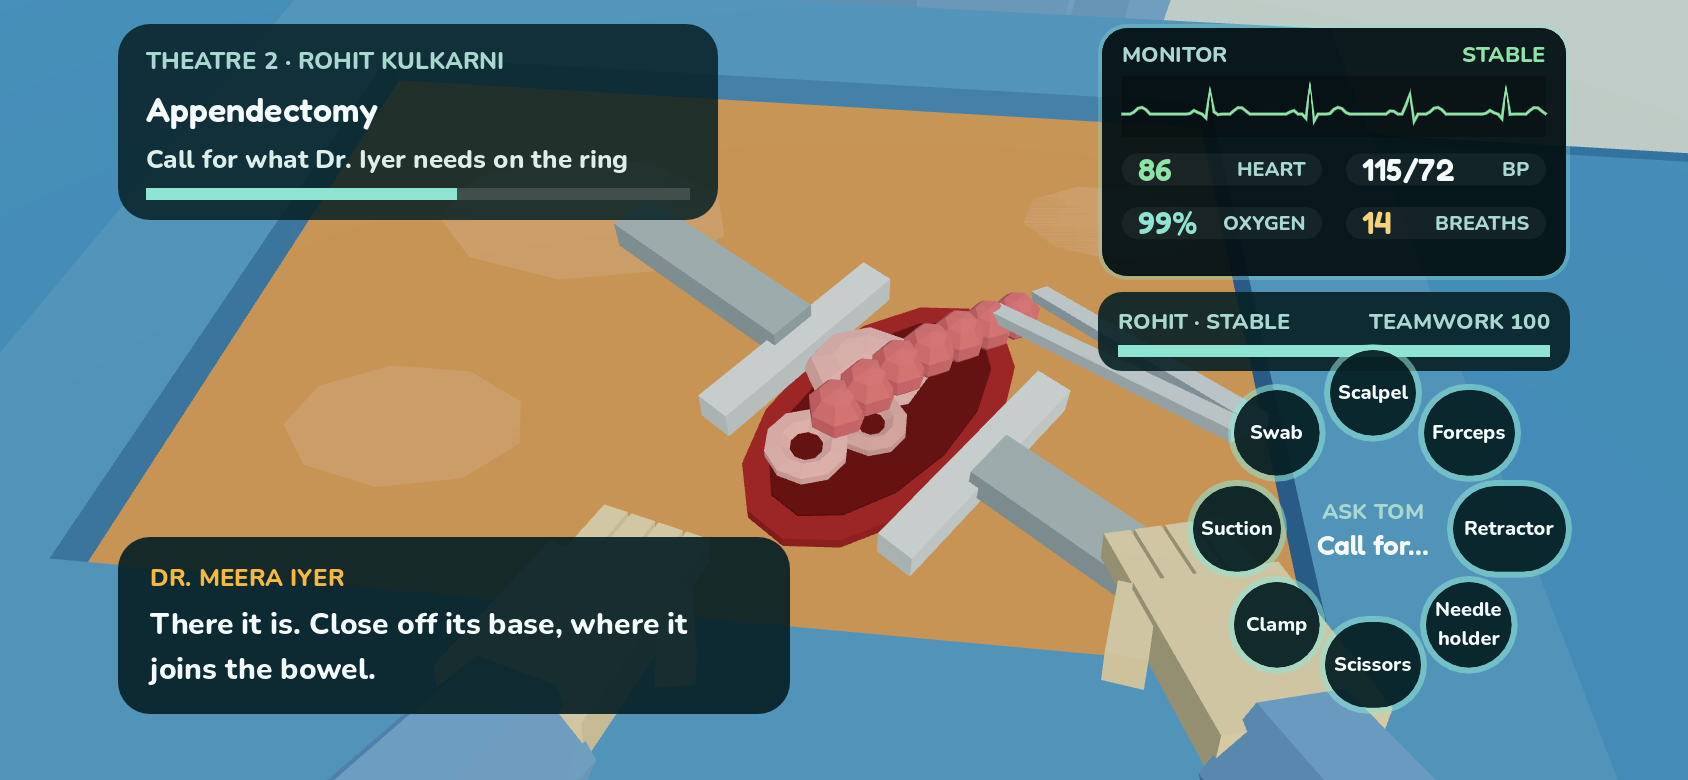 THEATRE 2 · ROHIT KULKARNI
Appendectomy
Call for what Dr. Iyer needs on the ring
MONITOR
STABLE
86 HEART
115/72 BP
99% OXYGEN
14 BREATHS
ROHIT · STABLE
TEAMWORK 100
Scalpel
Swab
Forceps
Suction
ASK TOM
Call for...
Retractor
Clamp
Needle
holder
Scissors
DR. MEERA IYER
There it is. Close off its base, where it
joins the bowel.